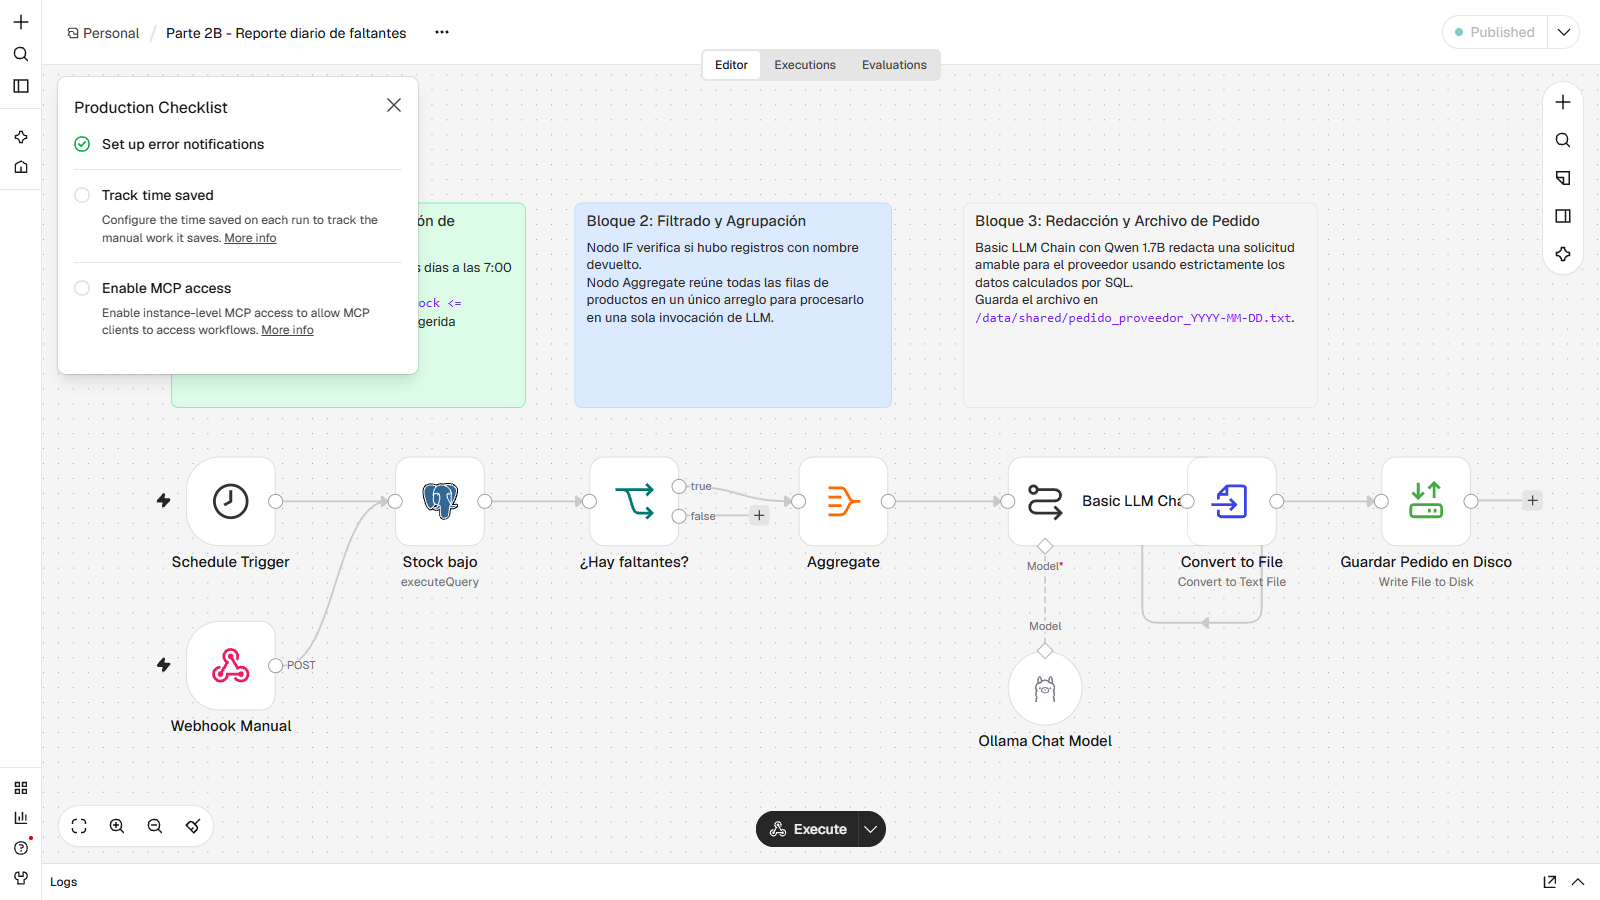 Personal / Parte 2B - Reporte diario de faltantes
Published
Editor
Executions
Evaluations
Production Checklist
Set up error notifications
Track time saved
Configure the time saved on each run to track the
manual work it saves. More info
Enable MCP access
Enable instance-level MCP access to allow MCP
clients to access workflows. More info
ón de
s días a las 7:00
ock <=
gerida
Bloque 2: Filtrado y Agrupación
Nodo IF verifica si hubo registros con nombre
devuelto.
Nodo Aggregate reúne todas las filas de
productos en un único arreglo para procesarlo
en una sola invocación de LLM.
Bloque 3: Redacción y Archivo de Pedido
Basic LLM Chain con Qwen 1.7B redacta una solicitud
amable para el proveedor usando estrictamente los
datos calculados por SQL.
Guarda el archivo en
/data/shared/pedido_proveedor_YYYY-MM-DD.txt.
true
false
Basic LLM Cha
Schedule Trigger
Stock bajo
executeQuery
¿Hay faltantes?
Aggregate
Model*
Convert to File
Convert to Text File
Guardar Pedido en Disco
Write File to Disk
Model
POST
Webhook Manual
Ollama Chat Model
Execute
Logs